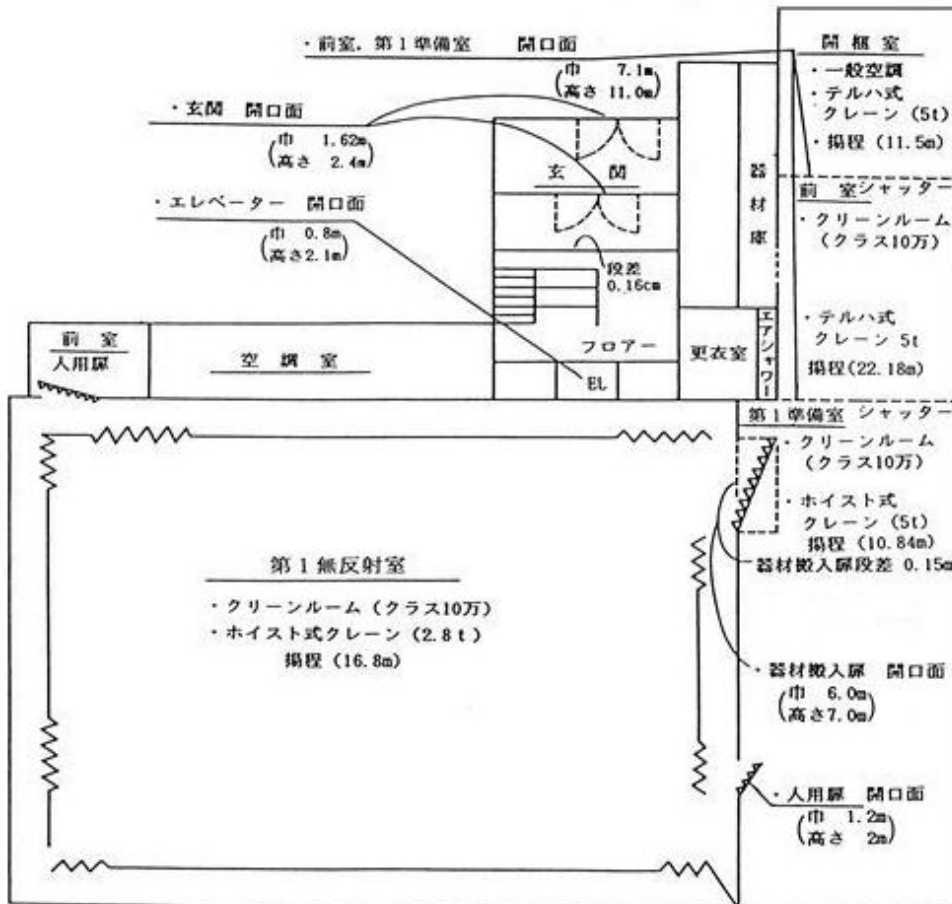 ・前室．第１準備室　開口面
(巾　7.1m
高さ 11.0m)
・玄関　開口面
(巾　1.62m
高さ　2.4m)
・エレベーター　開口面
(巾　0.8m
高さ2.1m)
玄　関
段差
0.16cm
フロアー
EL
器材庫
更衣室
エアシャワー
開梱室
・一般空調
・テルハ式
クレーン (5t)
・揚程 (11.5m)
前室 シャッター
・クリーンルーム
(クラス10万)
・テルハ式
クレーン 5t
揚程(22.18m)
前室
人用扉
空調室
第１準備室 シャッター
・クリーンルーム
(クラス10万)
・ホイスト式
クレーン (5t)
揚程 (10.84m)
器材搬入扉段差 0.15m
第１無反射室
・クリーンルーム (クラス10万)
・ホイスト式クレーン (2.8ｔ)
揚程 (16.8m)
・器材搬入扉　開口面
(巾　6.0m
高さ7.0m)
・人用扉　開口面
(巾　1.2m
高さ　2m)